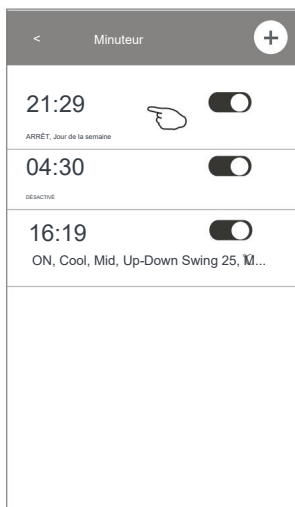 < Minuteur +
21:29
ARRÊT, Jour de la semaine
04:30
DÉSACTIVÉ
16:19
ON, Cool, Mid, Up-Down Swing 25,